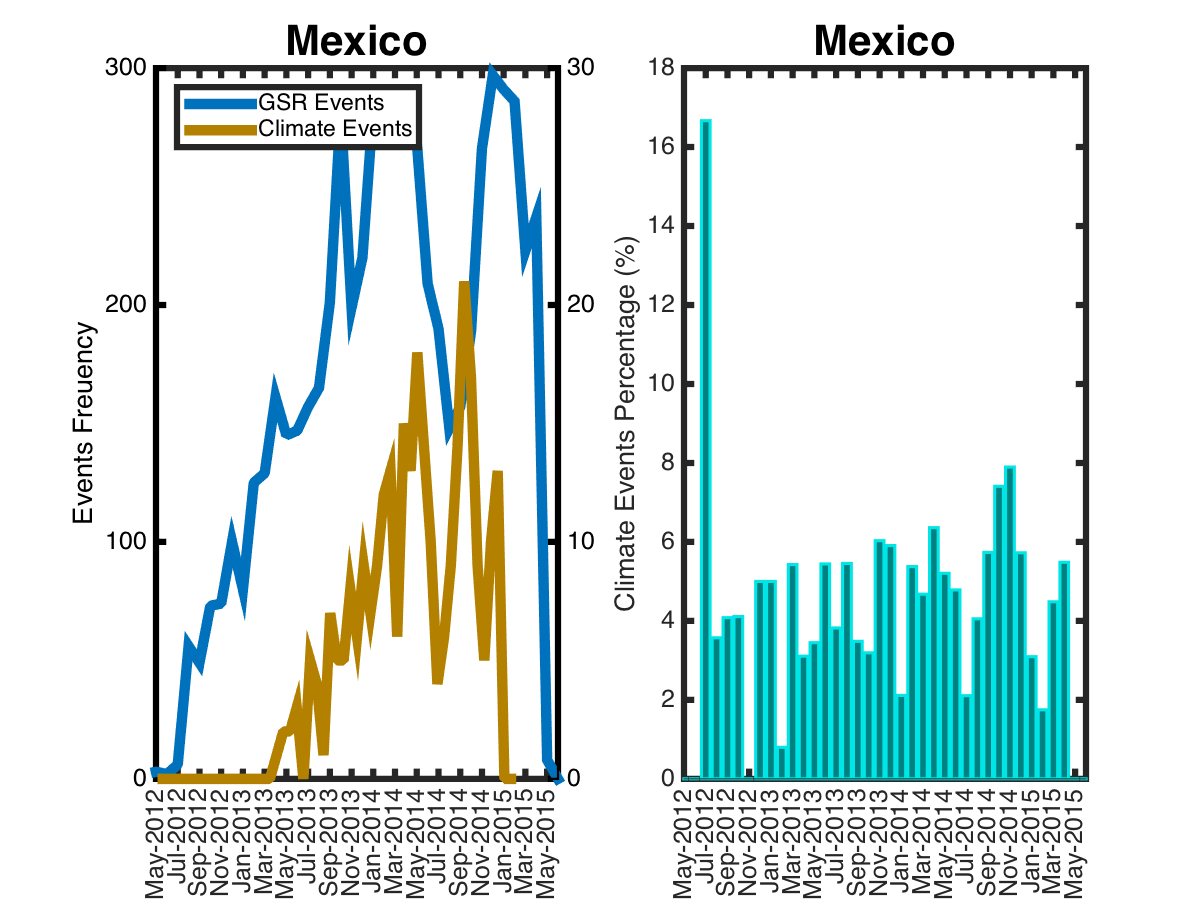 Mexico
300
200
100
0
Events Freuency
GSR Events
Climate Events
30
20
10
0
May-2012
Jul-2012
Sep-2012
Nov-2012
Jan-2013
Mar-2013
May-2013
Jul-2013
Sep-2013
Nov-2013
Jan-2014
Mar-2014
May-2014
Jul-2014
Sep-2014
Nov-2014
Jan-2015
Mar-2015
May-2015
Mexico
18
16
14
12
10
8
6
4
2
0
Climate Events Percentage (%)
May-2012
Jul-2012
Sep-2012
Nov-2012
Jan-2013
Mar-2013
May-2013
Jul-2013
Sep-2013
Nov-2013
Jan-2014
Mar-2014
May-2014
Jul-2014
Sep-2014
Nov-2014
Jan-2015
Mar-2015
May-2015